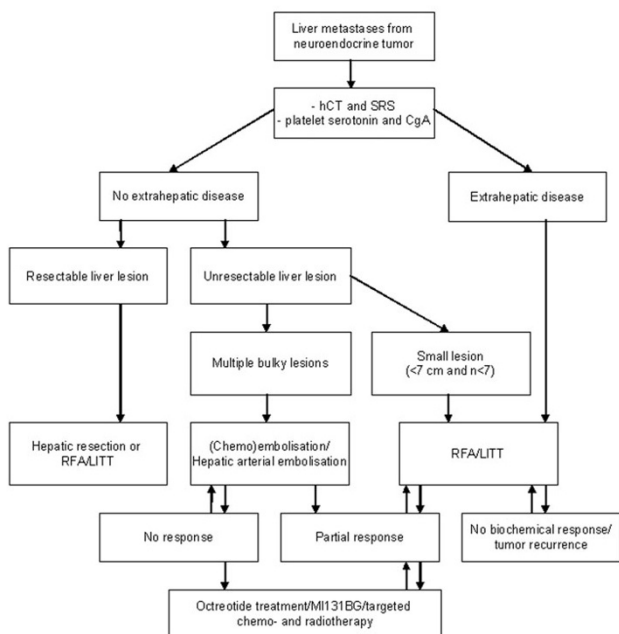 Liver metastases from
neuroendocrine tumor
- hCT and SRS
- platelet serotonin and CgA
No extrahepatic disease
Extrahepatic disease
Resectable liver lesion
Unresectable liver lesion
Multiple bulky lesions
Small lesion
(<7 cm and n<7)
Hepatic resection or
RFA/LITT
(Chemo)embolisation/
Hepatic arterial embolisation
RFA/LITT
No response
Partial response
No biochemical response/
tumor recurrence
Octreotide treatment/MI131BG/targeted
chemo- and radiotherapy